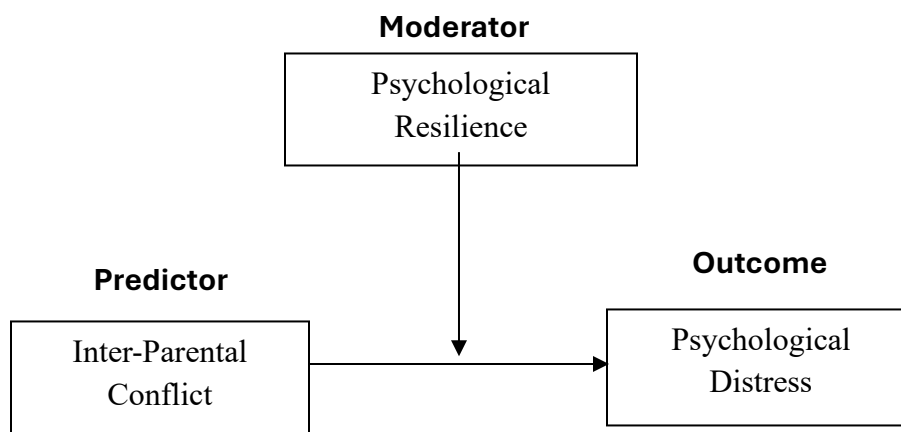 Moderator
Psychological
Resilience
Predictor
Inter-Parental
Conflict
Outcome
Psychological
Distress